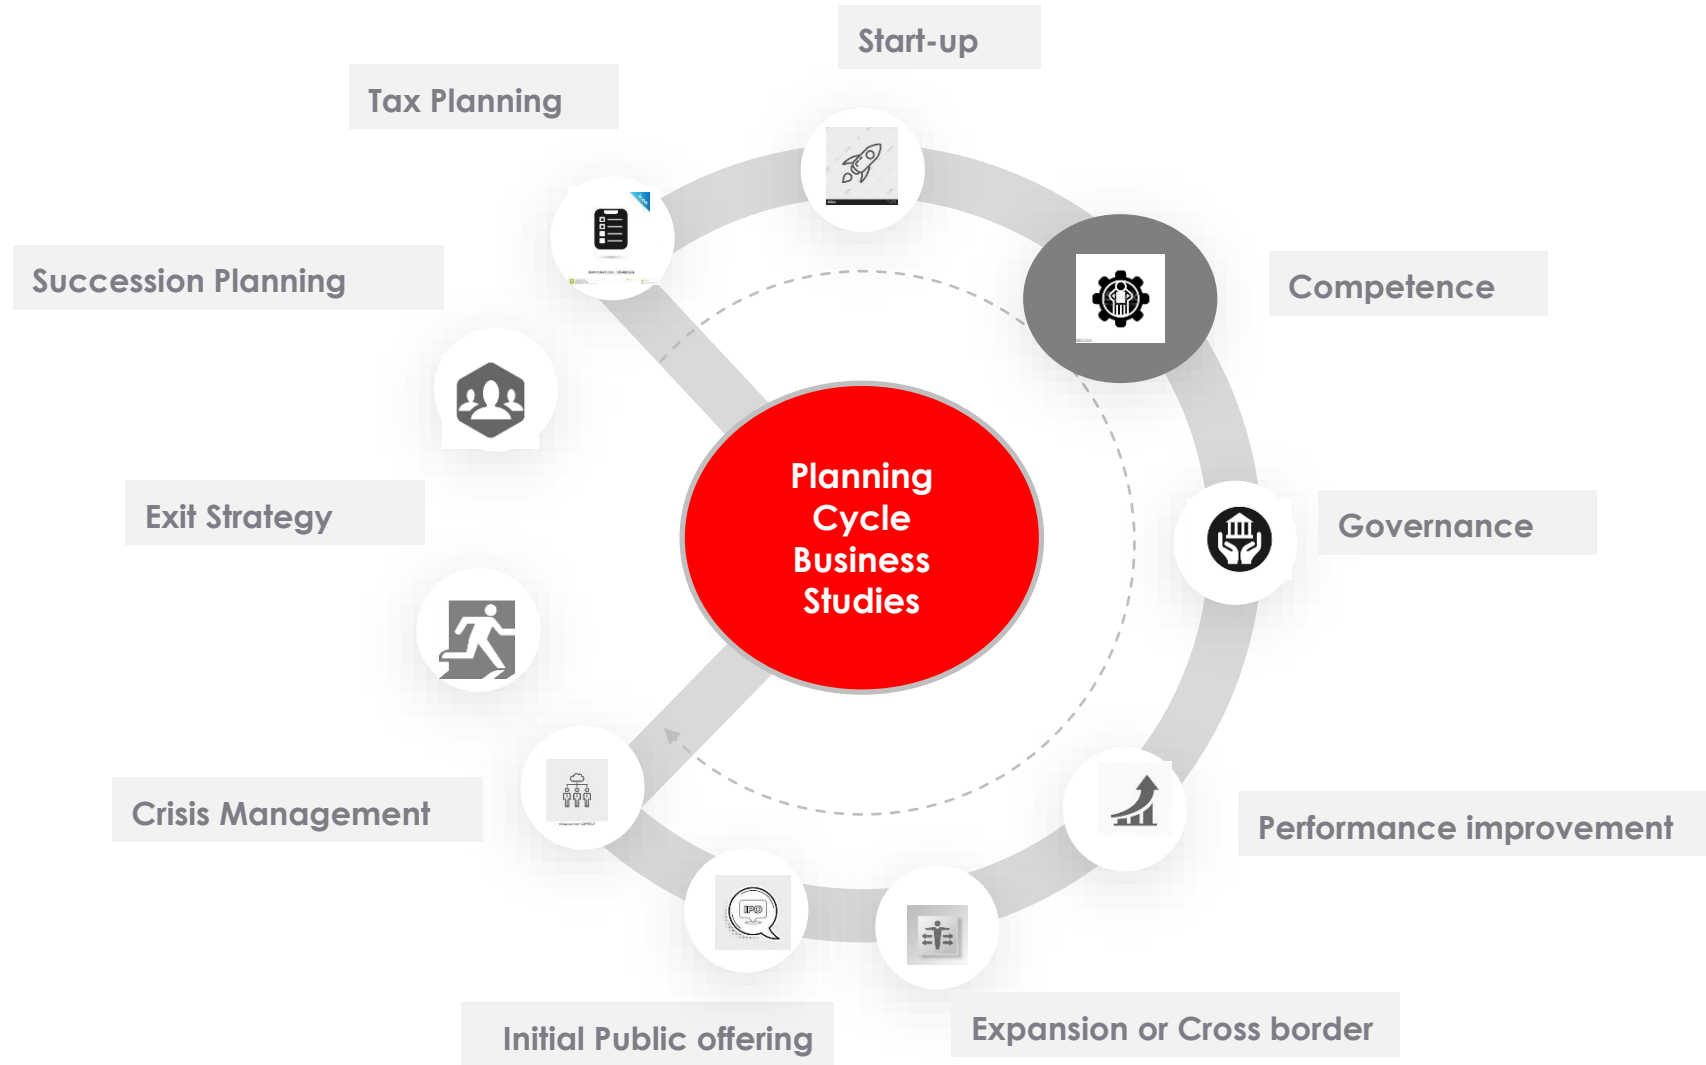 Start-up
Tax Planning
Succession Planning
Competence
Planning
Cycle
Business
Studies
Exit Strategy
Governance
Crisis Management
Performance improvement
IPO
Initial Public offering
Expansion or Cross border